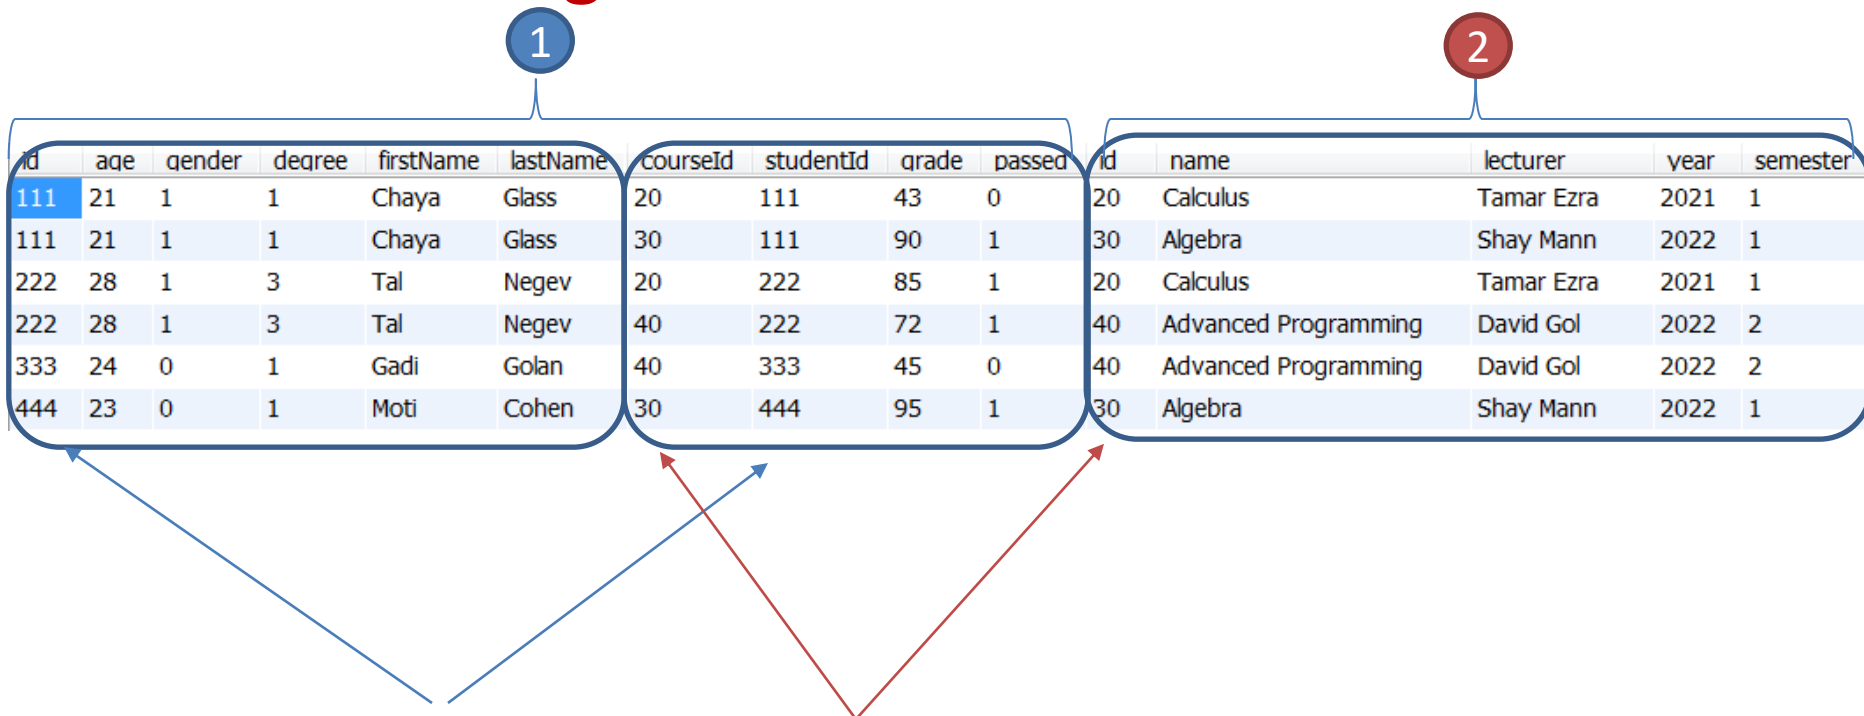 1
2
id age gender degree firstName lastName courseId studentId grade passed id name lecturer year semester
111 21 1 1 Chaya Glass 20 111 43 0 20 Calculus Tamar Ezra 2021 1
111 21 1 1 Chaya Glass 30 111 90 1 30 Algebra Shay Mann 2022 1
222 28 1 3 Tal Negev 20 222 85 1 20 Calculus Tamar Ezra 2021 1
222 28 1 3 Tal Negev 40 222 72 1 40 Advanced Programming David Gol 2022 2
333 24 0 1 Gadi Golan 40 333 45 0 40 Advanced Programming David Gol 2022 2
444 23 0 1 Moti Cohen 30 444 95 1 30 Algebra Shay Mann 2022 1